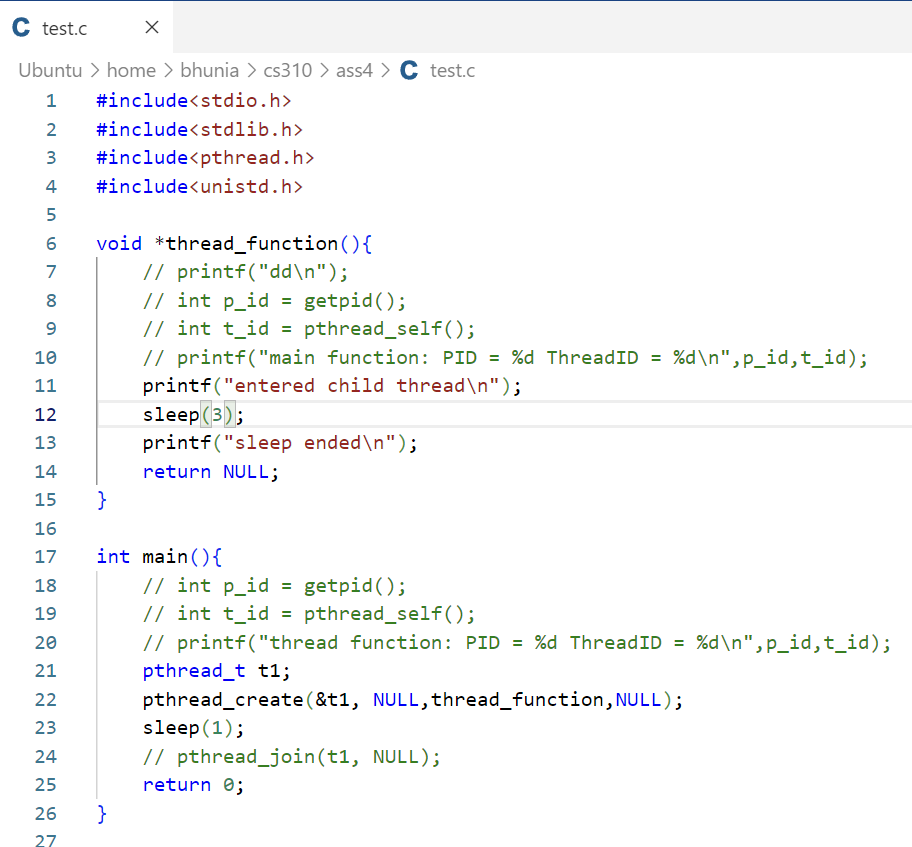 C test.c ×
Ubuntu > home > bhunia > cs310 > ass4 > C test.c
1 #include<stdio.h>
2 #include<stdlib.h>
3 #include<pthread.h>
4 #include<unistd.h>
5
6 void *thread_function(){
7     // printf("dd\n");
8     // int p_id = getpid();
9     // int t_id = pthread_self();
10     // printf("main function: PID = %d ThreadID = %d\n",p_id,t_id);
11     printf("entered child thread\n");
12     sleep(3);
13     printf("sleep ended\n");
14     return NULL;
15 }
16
17 int main(){
18     // int p_id = getpid();
19     // int t_id = pthread_self();
20     // printf("thread function: PID = %d ThreadID = %d\n",p_id,t_id);
21     pthread_t t1;
22     pthread_create(&t1, NULL,thread_function,NULL);
23     sleep(1);
24     // pthread_join(t1, NULL);
25     return 0;
26 }
27